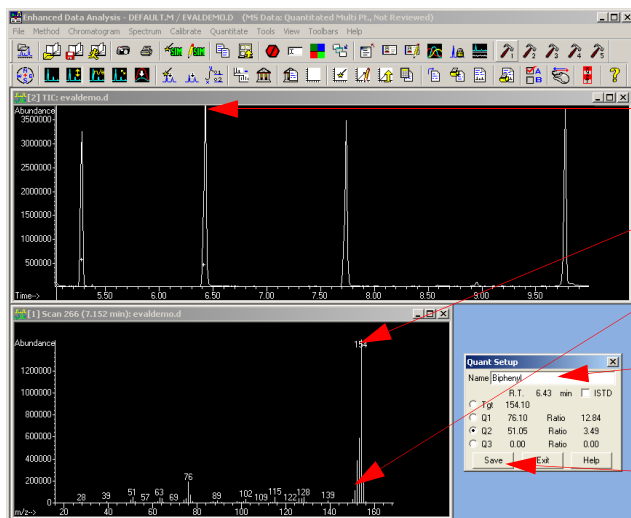 Enhanced Data Analysis - DEFAULT.M / EVALDEMO.D (MS Data: Quantitated Multi Pt., Not Reviewed)
File Method Chromatogram Spectrum Calibrate Quantitate Tools View Toolbars Help
[2] TIC: evaldemo.d
Abundance
3500000
3000000
2500000
2000000
1500000
1000000
500000
Time--> 5.50 6.00 6.50 7.00 7.50 8.00 8.50 9.00 9.50
[1] Scan 266 (7.152 min): evaldemo.d
Abundance
154
1200000
1000000
800000
600000
400000
200000
76
28 39 51 57 63 69 89 102 109 115 122 128 139
0
m/z--> 20 40 60 80 100 120 140 160
Quant Setup
Name Biphenyl
R.T. 6.43 min ISTD
Tgt 154.10
Q1 76.10 Ratio 12.84
Q2 51.05 Ratio 3.49
Q3 0.00 Ratio 0.00
Save Exit Help